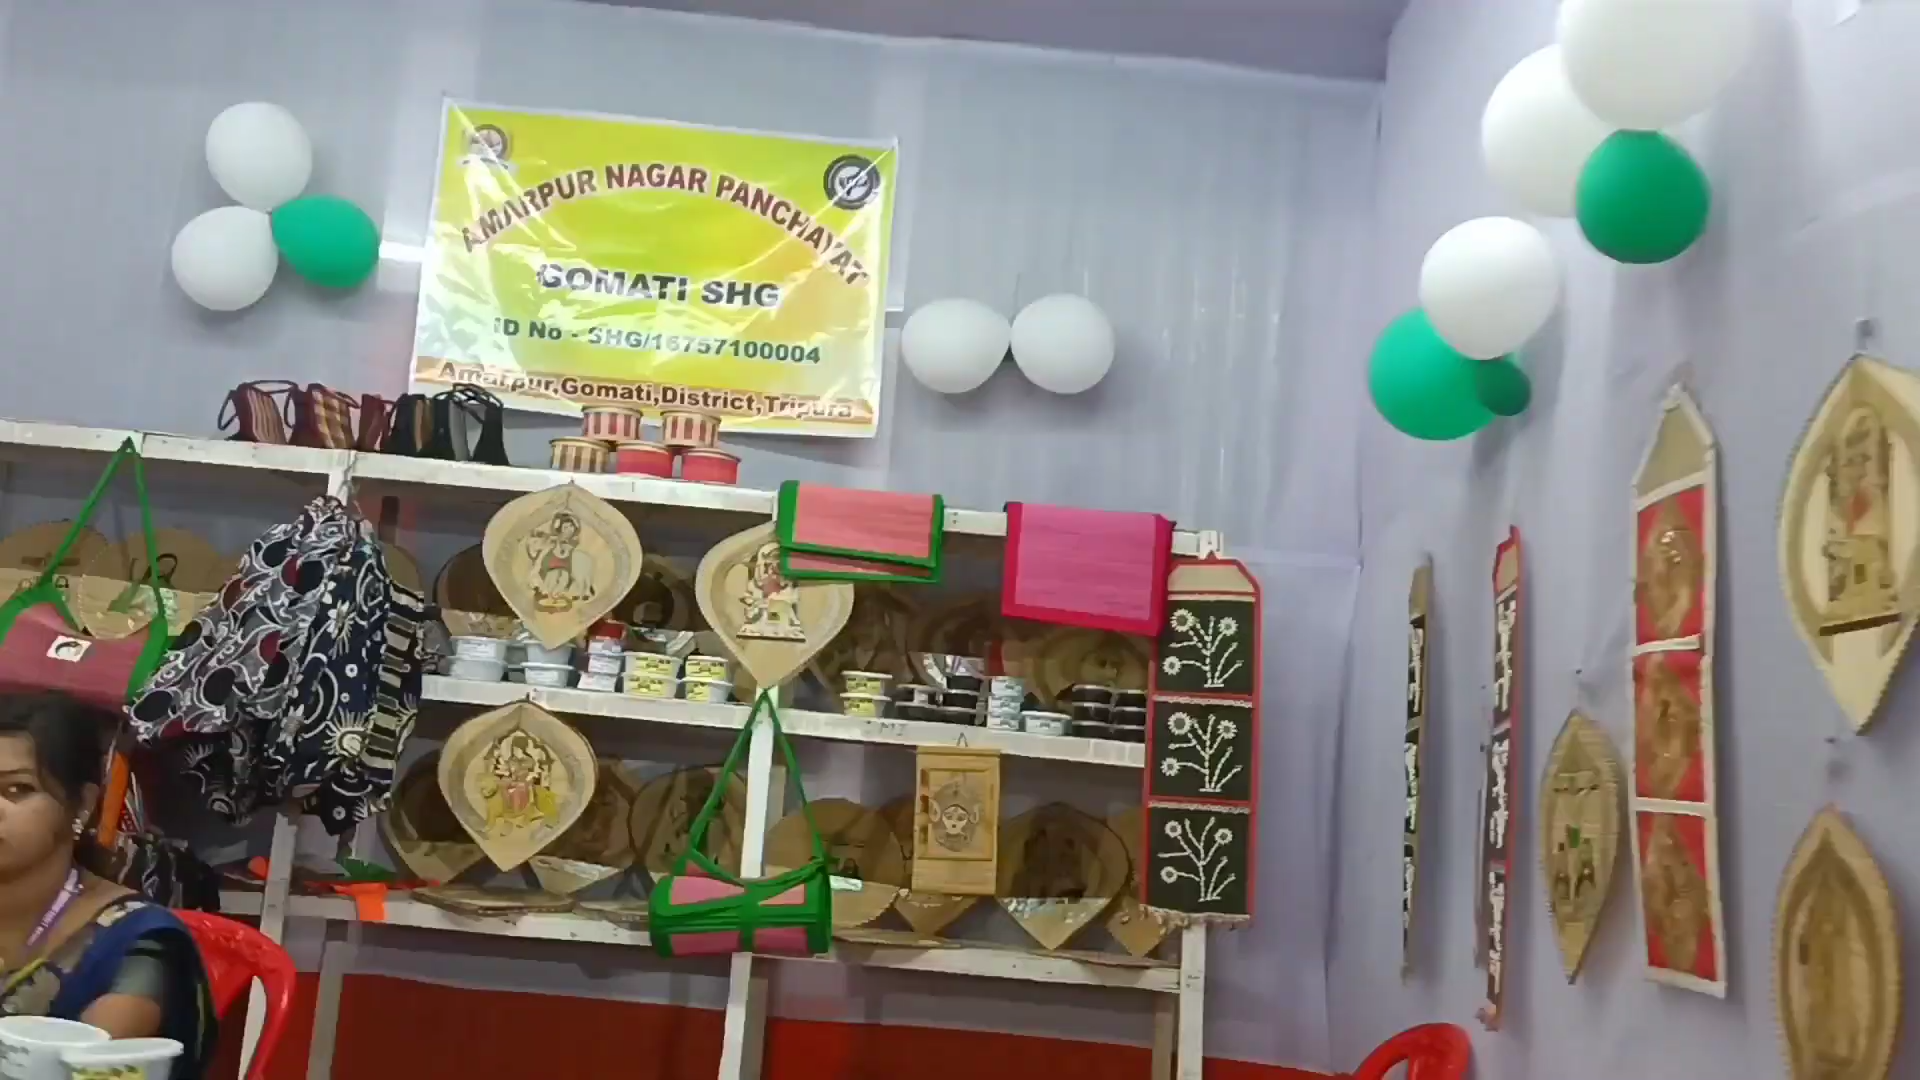 AMARPUR NAGAR PANCHAYAT
GOMATI SHG
ID No - SHG/16757100004
Amarpur,Gomati,District,Tripura